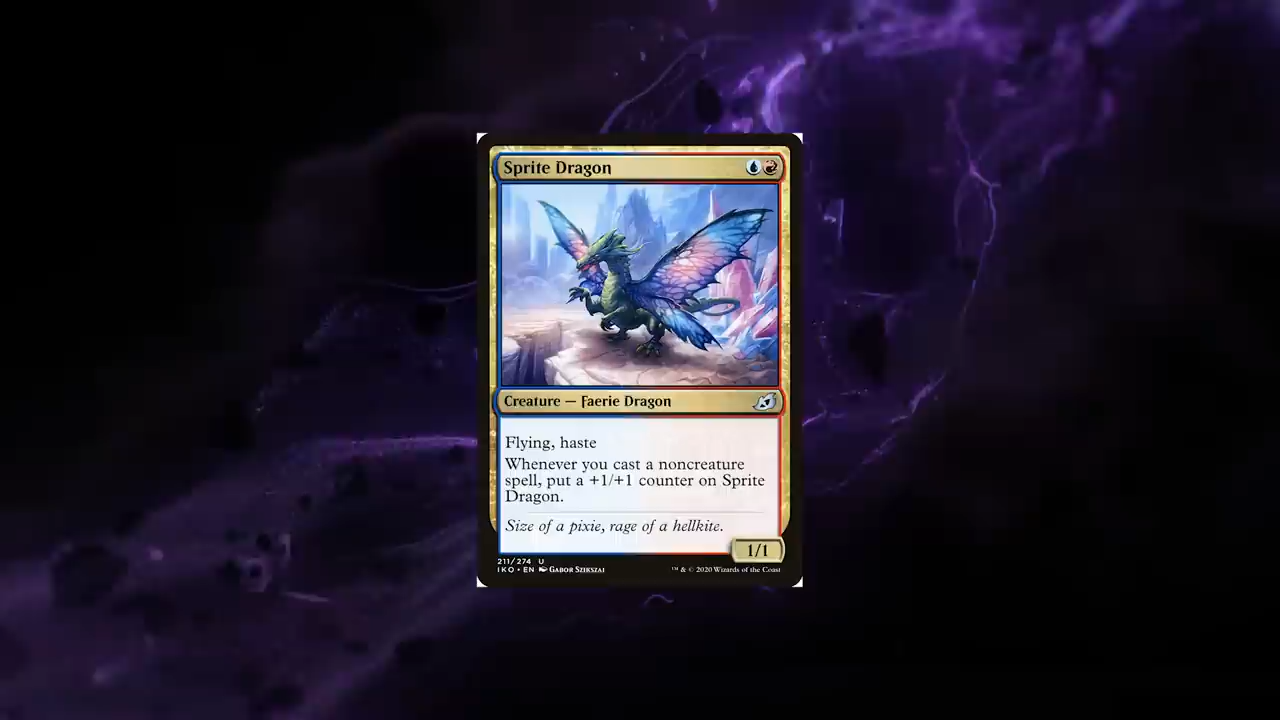 Sprite Dragon
Creature — Faerie Dragon
Flying, haste
Whenever you cast a noncreature
spell, put a +1/+1 counter on Sprite
Dragon.
Size of a pixie, rage of a hellkite.
1/1
211/274 U
IKO • EN Gabor Szikszai
™ & © 2020 Wizards of the Coast